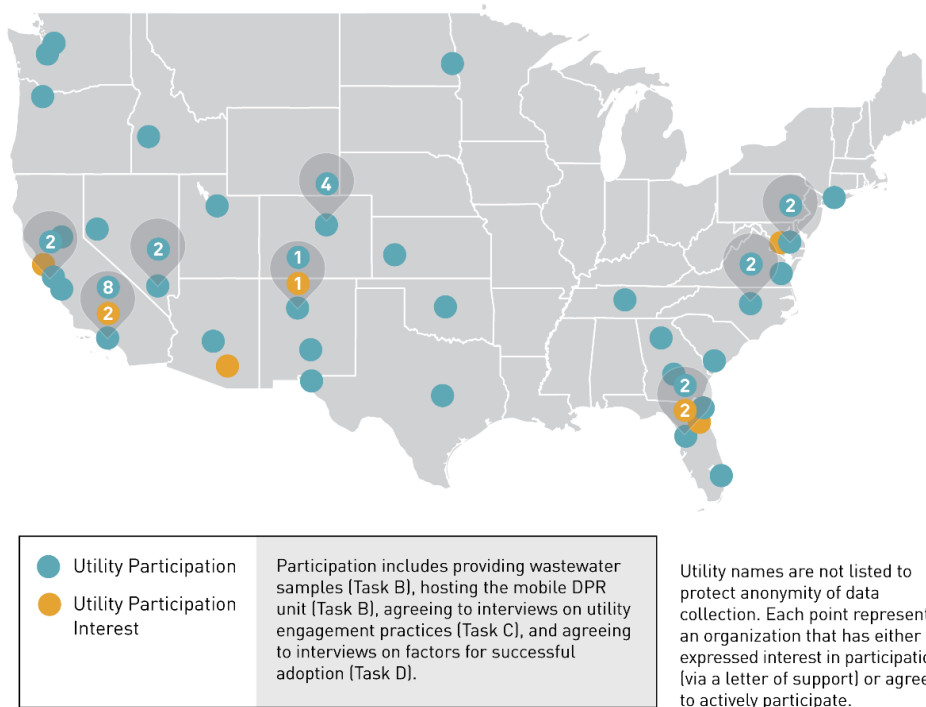 4
2
2
2
1
2
8
1
2
2
2
Utility Participation
Utility Participation
Interest
Participation includes providing wastewater
samples (Task B), hosting the mobile DPR
unit (Task B), agreeing to interviews on utility
engagement practices (Task C), and agreeing
to interviews on factors for successful
adoption (Task D).
Utility names are not listed to
protect anonymity of data
collection. Each point represent
an organization that has either
expressed interest in participatio
(via a letter of support) or agree
to actively participate.